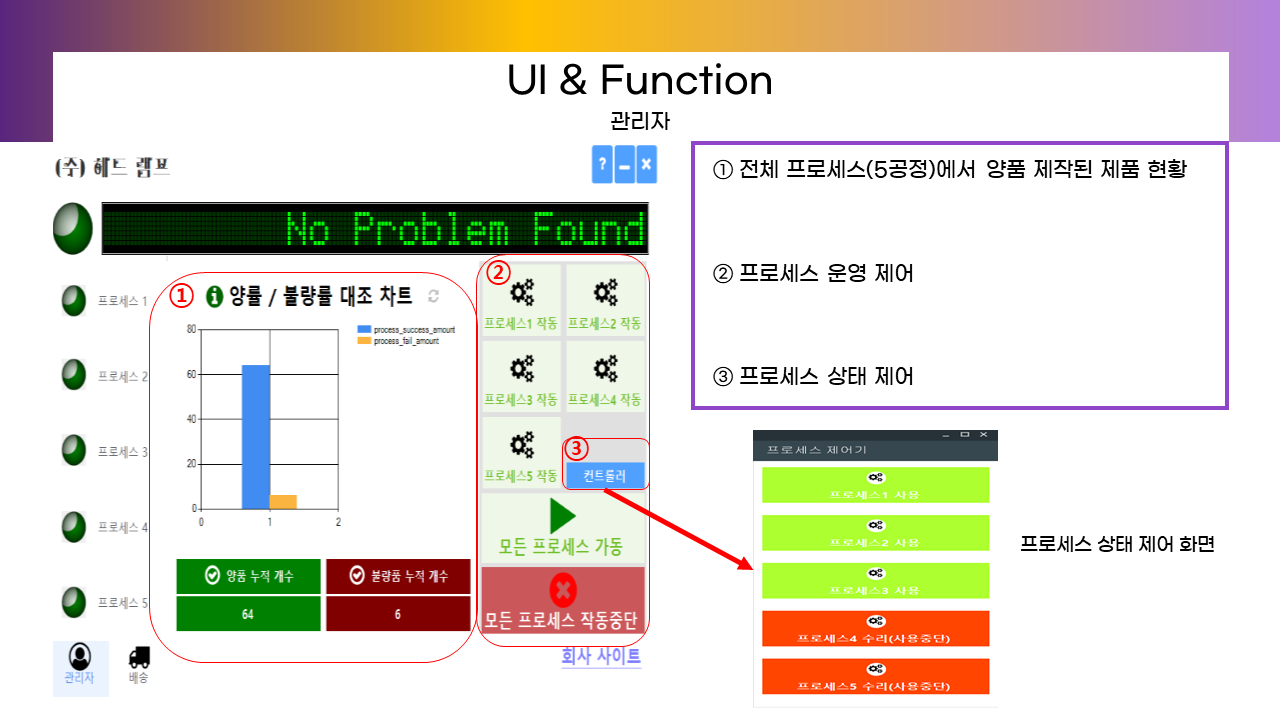 UI & Function
관리자
(주) 헤드 램프
?
No Problem Found
프로세스 1
프로세스 2
프로세스 3
프로세스 4
프로세스 5
①
양률 / 불량률 대조 차트
process_success_amount
process_fail_amount
80
60
40
20
0
0 1 2
양품 누적 개수 불량품 누적 개수
64 6
관리자 배송
②
프로세스1 작동 프로세스2 작동
프로세스3 작동 프로세스4 작동
프로세스5 작동
③
컨트롤러
모든 프로세스 가동
모든 프로세스 작동중단
회사 사이트
① 전체 프로세스(5공정)에서 양품 제작된 제품 현황
② 프로세스 운영 제어
③ 프로세스 상태 제어
프로세스 제어기
프로세스1 사용
프로세스2 사용
프로세스3 사용
프로세스4 수리(사용중단)
프로세스5 수리(사용중단)
프로세스 상태 제어 화면